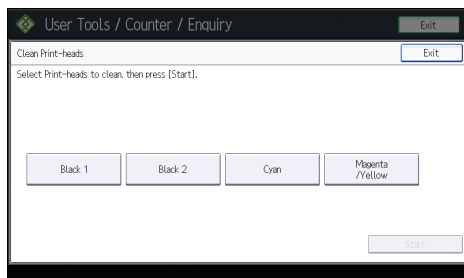 User Tools / Counter / Enquiry
Exit
Clean Print-heads
Exit
Select Print-heads to clean, then press [Start].
Black 1
Black 2
Cyan
Magenta
/Yellow
Start